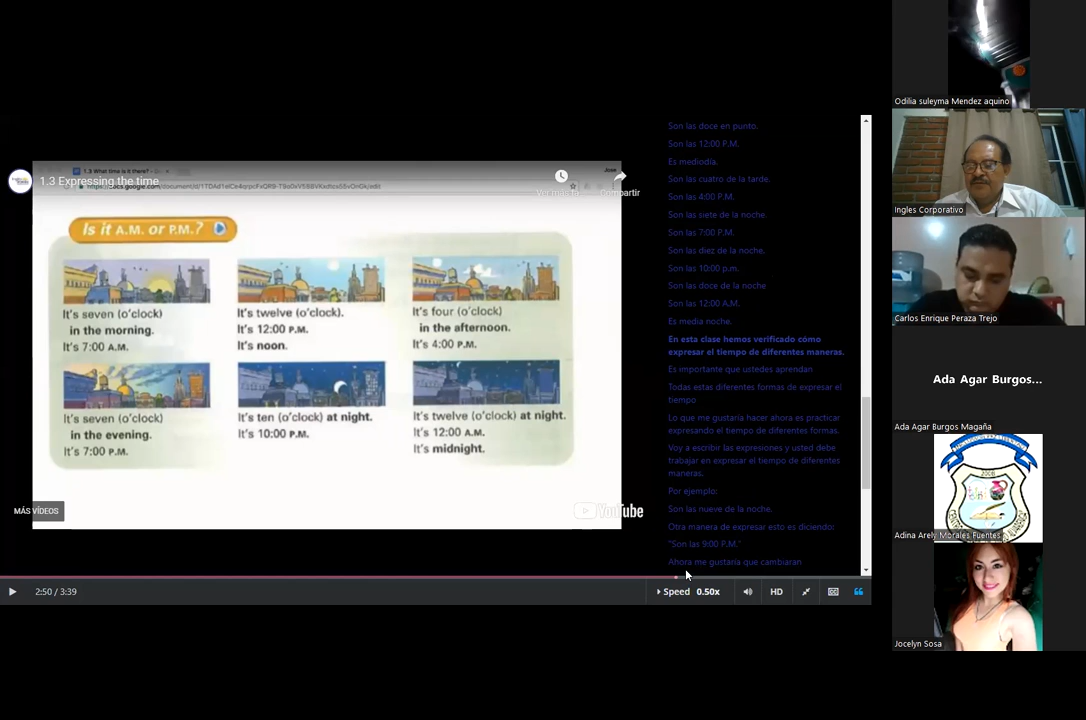 1.3 What time is it there?
Jose
1.3 Expressing the time
Compartir
Is it A.M. or P.M.?
It's seven (o'clock)
in the morning.
It's 7:00 A.M.
It's twelve (o'clock).
It's 12:00 P.M.
It's noon.
It's four (o'clock)
in the afternoon.
It's 4:00 P.M.
It's seven (o'clock)
in the evening.
It's 7:00 P.M.
It's ten (o'clock) at night.
It's 10:00 P.M.
It's twelve (o'clock) at night.
It's 12:00 A.M.
It's midnight.
MÁS VÍDEOS
YouTube
2:50 / 3:39
Speed 0.50x
HD
Son las doce en punto.
Son las 12:00 P.M.
Es mediodía.
Son las cuatro de la tarde.
Son las 4:00 P.M.
Son las siete de la noche.
Son las 7:00 P.M.
Son las diez de la noche.
Son las 10:00 p.m.
Son las doce de la noche
Son las 12:00 A.M.
Es media noche.
En esta clase hemos verificado cómo
expresar el tiempo de diferentes maneras.
Es importante que ustedes aprendan
Todas estas diferentes formas de expresar el
tiempo
Lo que me gustaría hacer ahora es practicar
expresando el tiempo de diferentes formas.
Voy a escribir las expresiones y usted debe
trabajar en expresar el tiempo de diferentes
maneras.
Por ejemplo:
Son las nueve de la noche.
Otra manera de expresar esto es diciendo:
"Son las 9:00 P.M."
Ahora me gustaría que cambiaran
Odilia suleyma Mendez aquino
Ingles Corporativo
Carlos Enrique Peraza Trejo
Ada Agar Burgos...
Ada Agar Burgos Magaña
2008
Adina Arely Morales Fuentes
Jocelyn Sosa